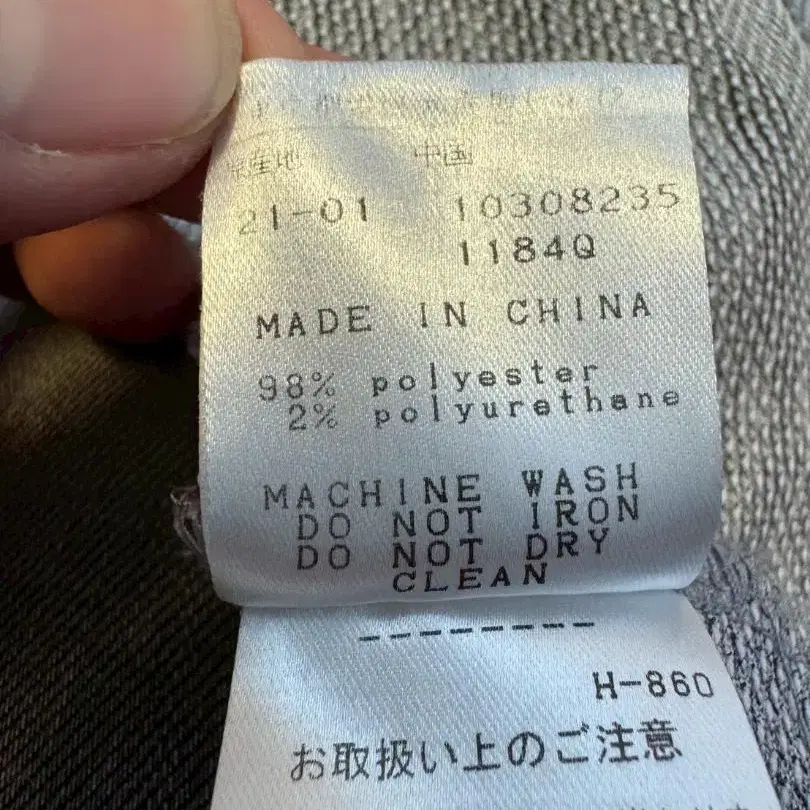 生産地 中国
21-01 10308235
1184Q
MADE IN CHINA
98% polyester
2% polyurethane
MACHINE WASH
DO NOT IRON
DO NOT DRY
CLEAN
--------
H-860
お取扱い上のご注意